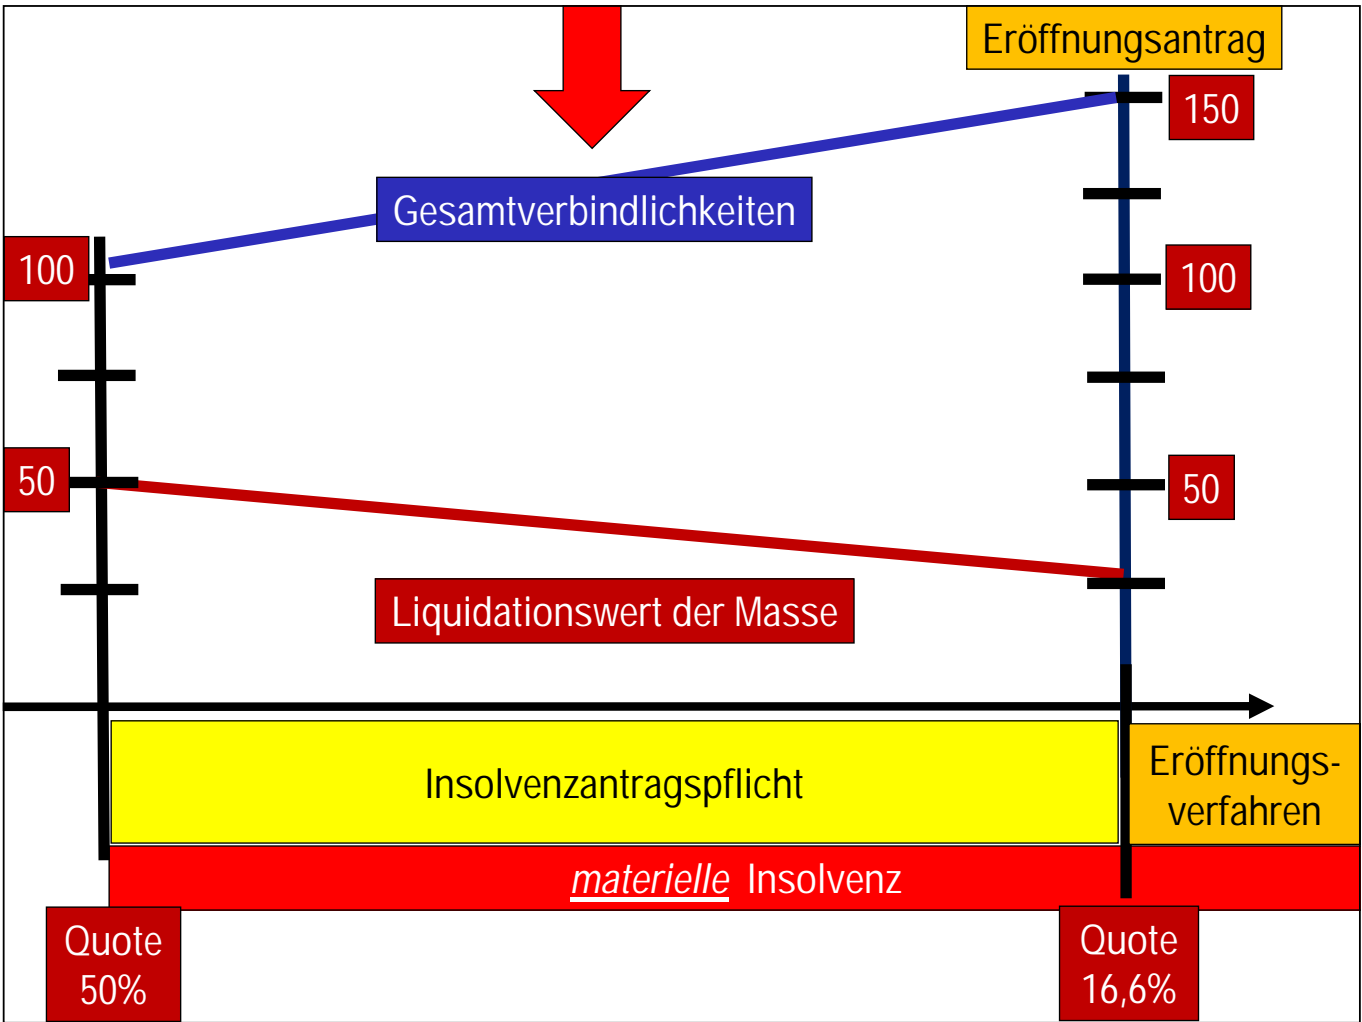 Eröffnungsantrag
150
Gesamtverbindlichkeiten
100
100
50
50
Liquidationswert der Masse
Insolvenzantragspflicht
Eröffnungs-
verfahren
materielle Insolvenz
Quote
50%
Quote
16,6%